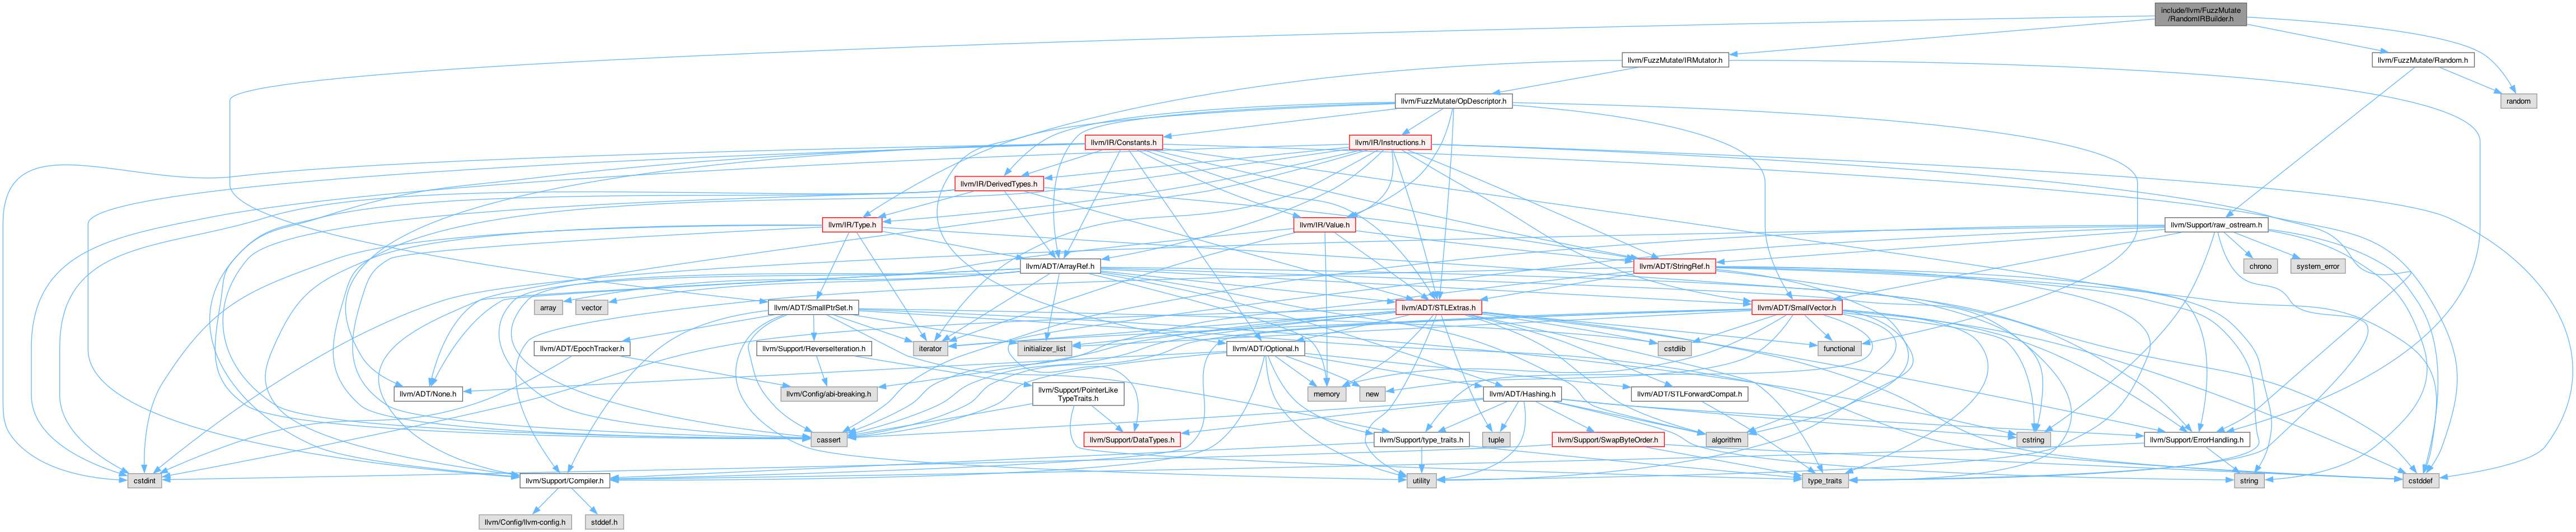 include/llvm/FuzzMutate
/RandomIRBuilder.h
llvm/FuzzMutate/IRMutator.h
llvm/FuzzMutate/Random.h
llvm/FuzzMutate/OpDescriptor.h
random
llvm/IR/Constants.h
llvm/IR/Instructions.h
llvm/IR/DerivedTypes.h
llvm/IR/Type.h
llvm/IR/Value.h
llvm/Support/raw_ostream.h
llvm/ADT/ArrayRef.h
llvm/ADT/StringRef.h
chrono
system_error
array
vector
llvm/ADT/SmallPtrSet.h
llvm/ADT/STLExtras.h
llvm/ADT/SmallVector.h
llvm/ADT/EpochTracker.h
llvm/Support/ReverseIteration.h
iterator
initializer_list
llvm/ADT/Optional.h
cstdlib
functional
llvm/ADT/None.h
llvm/Config/abi-breaking.h
llvm/Support/PointerLike
TypeTraits.h
memory
new
llvm/ADT/Hashing.h
llvm/ADT/STLForwardCompat.h
cassert
llvm/Support/DataTypes.h
llvm/Support/type_traits.h
tuple
llvm/Support/SwapByteOrder.h
algorithm
cstring
llvm/Support/ErrorHandling.h
cstdint
llvm/Support/Compiler.h
utility
type_traits
string
cstddef
llvm/Config/llvm-config.h
stddef.h